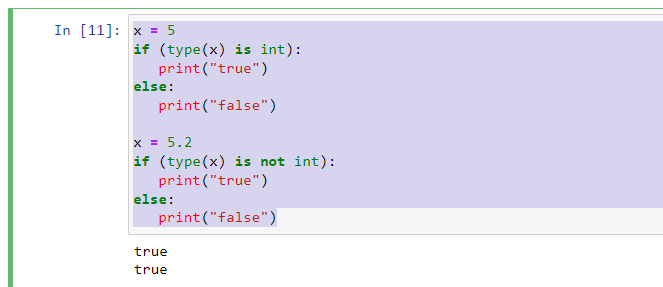 In [11]: x = 5
if (type(x) is int):
   print("true")
else:
   print("false")

x = 5.2
if (type(x) is not int):
   print("true")
else:
   print("false")
true
true